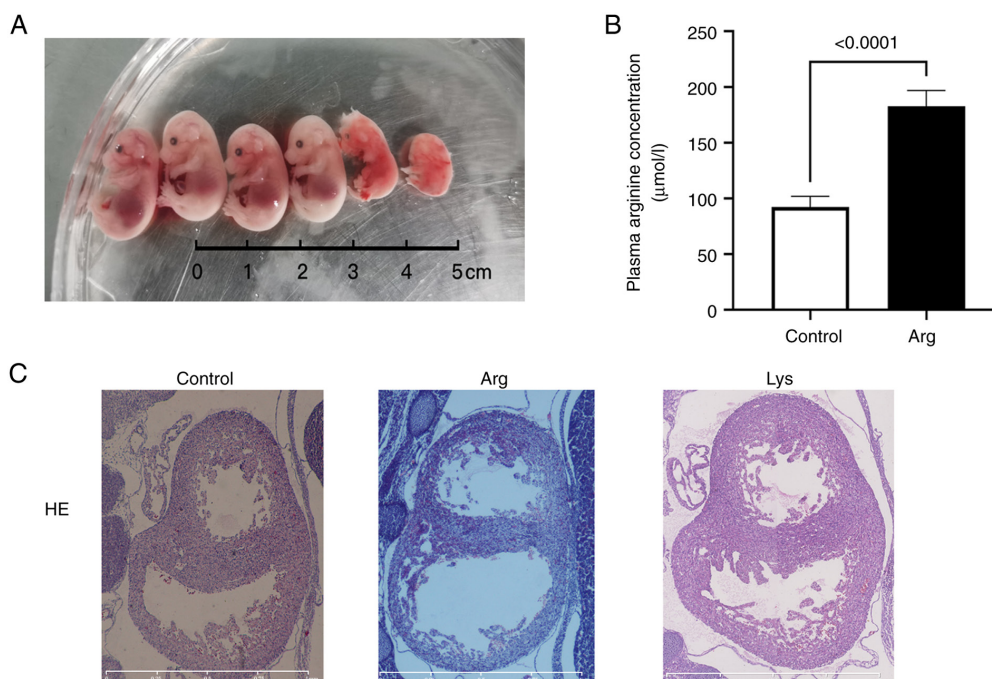 A
0 1 2 3 4 5cm
B
250
200
150
100
50
0
Plasma arginine concentration
(µmol/l)
<0.0001
Control Arg
C
Control Arg Lys
HE